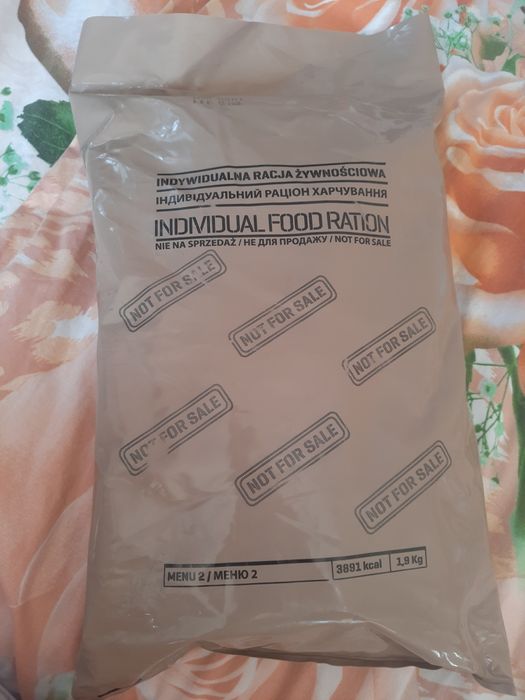 INDYWIDUALNA RACJA ŻYWNOŚCIOWA
ІНДИВІДУАЛЬНИЙ РАЦІОН ХАРЧУВАННЯ
INDIVIDUAL FOOD RATION
NIE NA SPRZEDAŻ / НЕ ДЛЯ ПРОДАЖУ / NOT FOR SALE
NOT FOR SALE
NOT FOR SALE
NOT FOR SALE
NOT FOR SALE
NOT FOR SALE
NOT FOR SALE
MENU 2 / МЕНЮ 2 3891 kcal 1,9 Kg